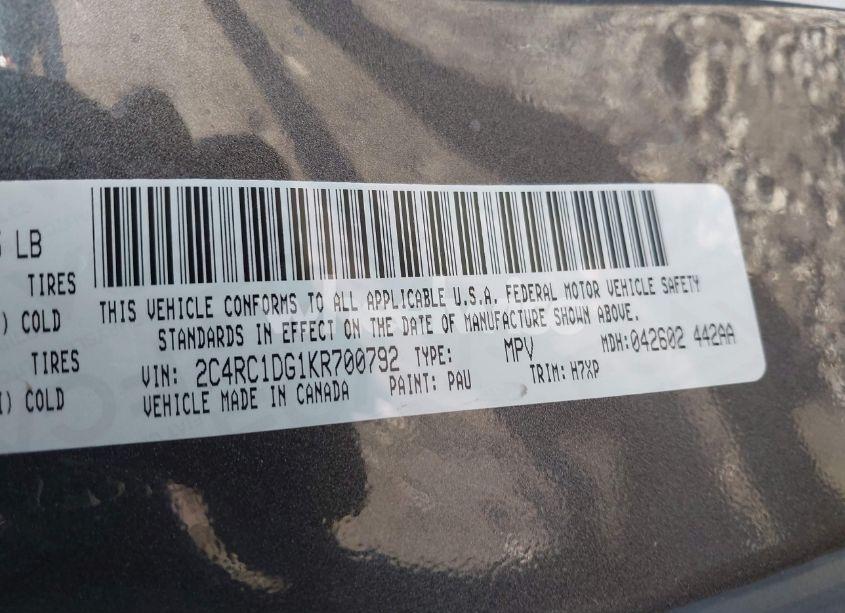 5 LB
TIRES
) COLD
TIRES
) COLD
THIS VEHICLE CONFORMS TO ALL APPLICABLE U.S.A. FEDERAL MOTOR VEHICLE SAFETY
STANDARDS IN EFFECT ON THE DATE OF MANUFACTURE SHOWN ABOVE.
VIN: 2C4RC1DG1KR700792 TYPE: MPV MDH: 042602 442AA
VEHICLE MADE IN CANADA PAINT: PAU TRIM: H7XP